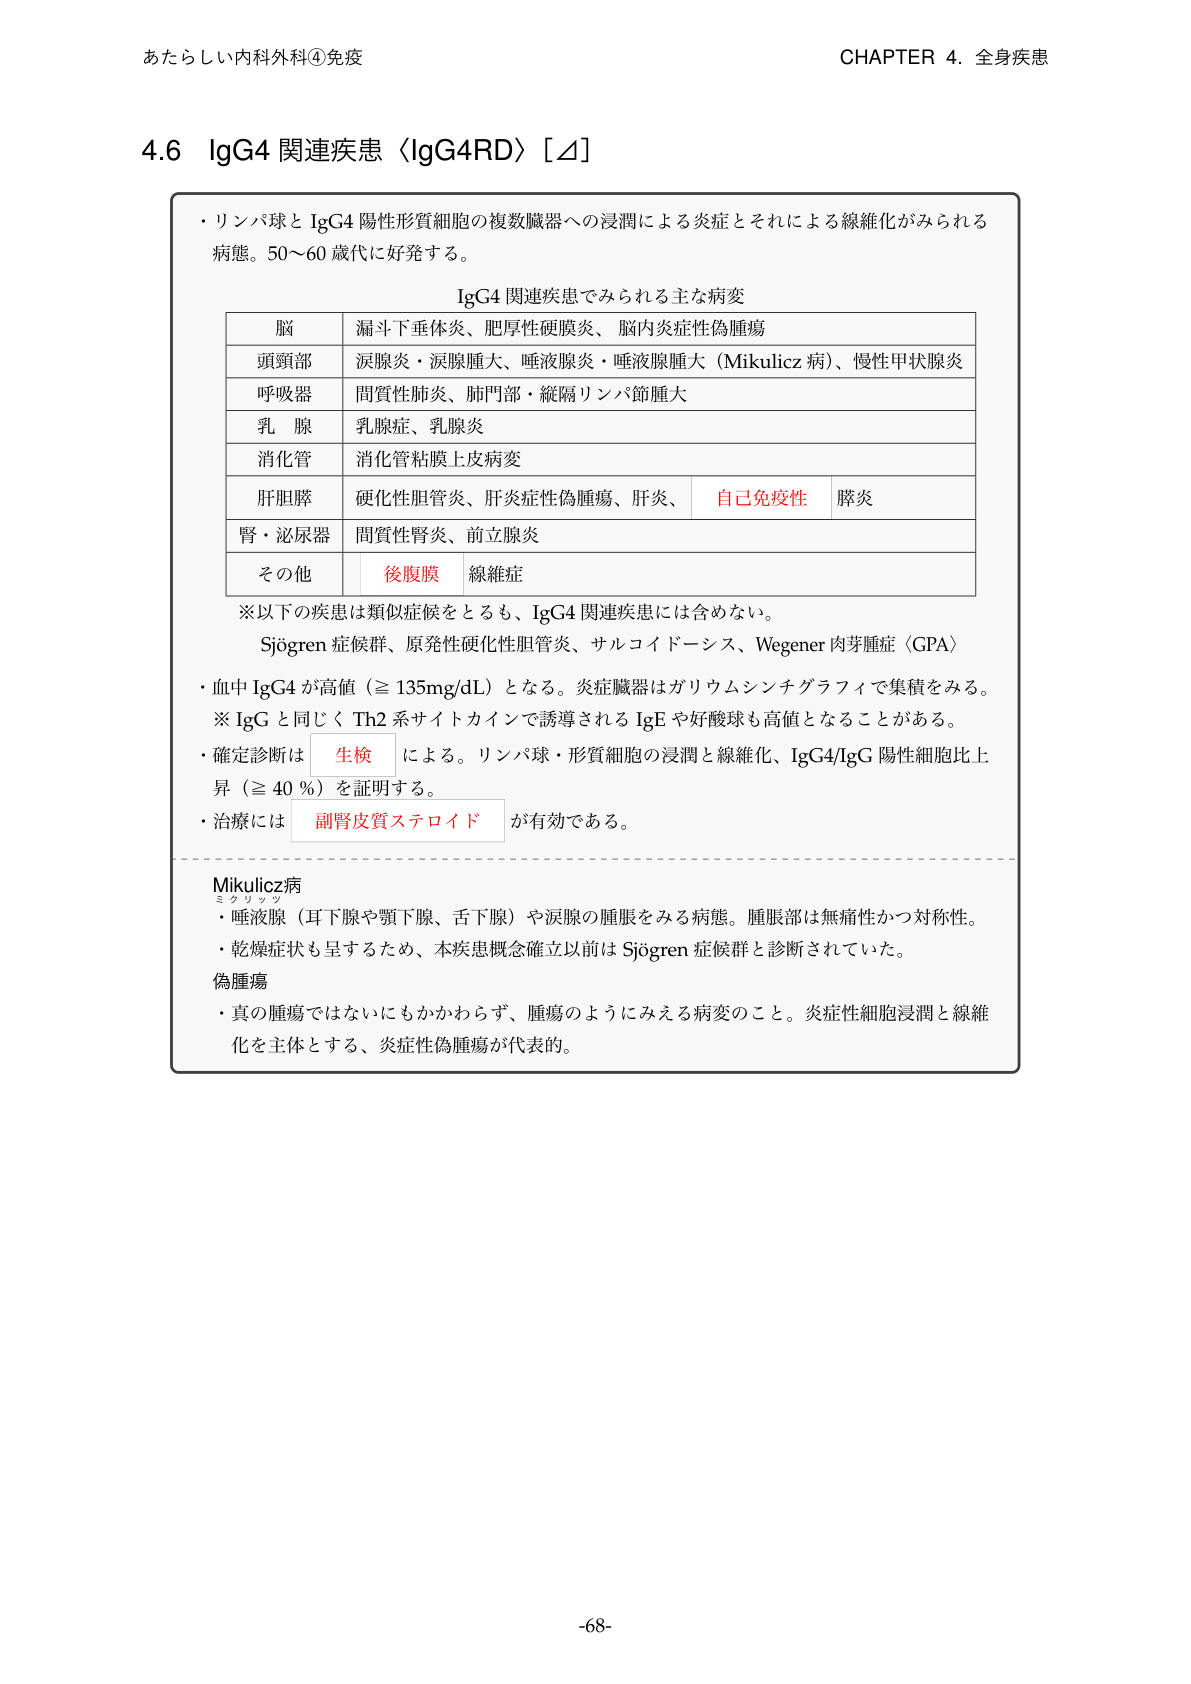 あたらしい内科外科④免疫
CHAPTER 4. 全身疾患
4.6 IgG4 関連疾患〈IgG4RD〉[⊿]
・リンパ球と IgG4 陽性形質細胞の複数臓器への浸潤による炎症とそれによる線維化がみられる
病態。50〜60 歳代に好発する。
IgG4 関連疾患でみられる主な病変
脳 漏斗下垂体炎、肥厚性硬膜炎、 脳内炎症性偽腫瘍
頭頸部 涙腺炎・涙腺腫大、唾液腺炎・唾液腺腫大（Mikulicz 病）、慢性甲状腺炎
呼吸器 間質性肺炎、肺門部・縦隔リンパ節腫大
乳　腺 乳腺症、乳腺炎
消化管 消化管粘膜上皮病変
肝胆膵 硬化性胆管炎、肝炎症性偽腫瘍、肝炎、 自己免疫性 膵炎
腎・泌尿器 間質性腎炎、前立腺炎
その他 後腹膜 線維症
※以下の疾患は類似症候をとるも、IgG4 関連疾患には含めない。
Sjögren 症候群、原発性硬化性胆管炎、サルコイドーシス、Wegener 肉芽腫症〈GPA〉
・血中 IgG4 が高値（≧ 135mg/dL）となる。炎症臓器はガリウムシンチグラフィで集積をみる。
※ IgG と同じく Th2 系サイトカインで誘導される IgE や好酸球も高値となることがある。
・確定診断は 生検 による。リンパ球・形質細胞の浸潤と線維化、IgG4/IgG 陽性細胞比上
昇（≧ 40 %）を証明する。
・治療には 副腎皮質ステロイド が有効である。
Mikulicz病
ミクリッツ
・唾液腺（耳下腺や顎下腺、舌下腺）や涙腺の腫脹をみる病態。腫脹部は無痛性かつ対称性。
・乾燥症状も呈するため、本疾患概念確立以前は Sjögren 症候群と診断されていた。
偽腫瘍
・真の腫瘍ではないにもかかわらず、腫瘍のようにみえる病変のこと。炎症性細胞浸潤と線維
化を主体とする、炎症性偽腫瘍が代表的。
-68-